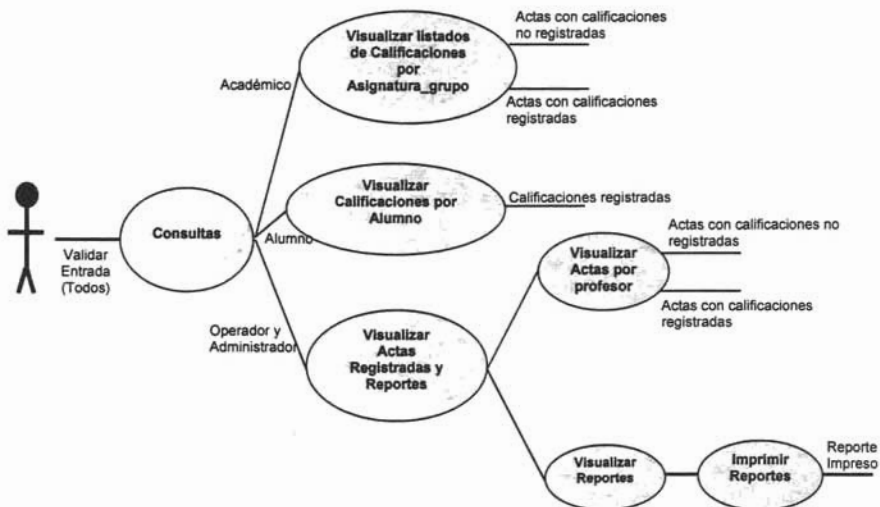 Visualizar listados
de Calificaciones
por
Asignatura_grupo
Actas con calificaciones
no registradas
Actas con calificaciones
registradas
Académico
Visualizar
Calificaciones por
Alumno
Calificaciones registradas
Consultas
Alumno
Validar
Entrada
(Todos)
Operador y
Administrador
Visualizar
Actas
Registradas y
Reportes
Visualizar
Actas por
profesor
Actas con calificaciones no
registradas
Actas con calificaciones
registradas
Visualizar
Reportes
Imprimir
Reportes
Reporte
Impreso